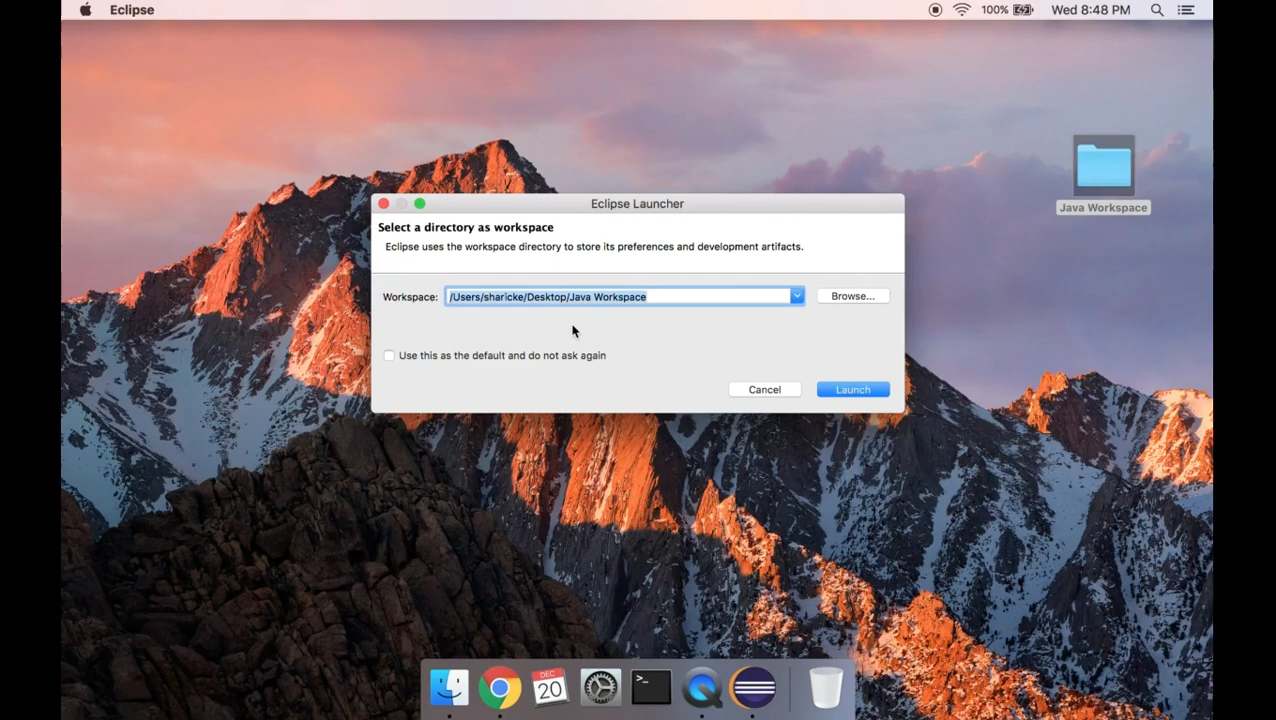 Eclipse
100%
Wed 8:48 PM
Java Workspace
Eclipse Launcher
Select a directory as workspace
Eclipse uses the workspace directory to store its preferences and development artifacts.
Workspace: /Users/sharicke/Desktop/Java Workspace Browse...
Use this as the default and do not ask again
Cancel Launch
DEC
20
>_